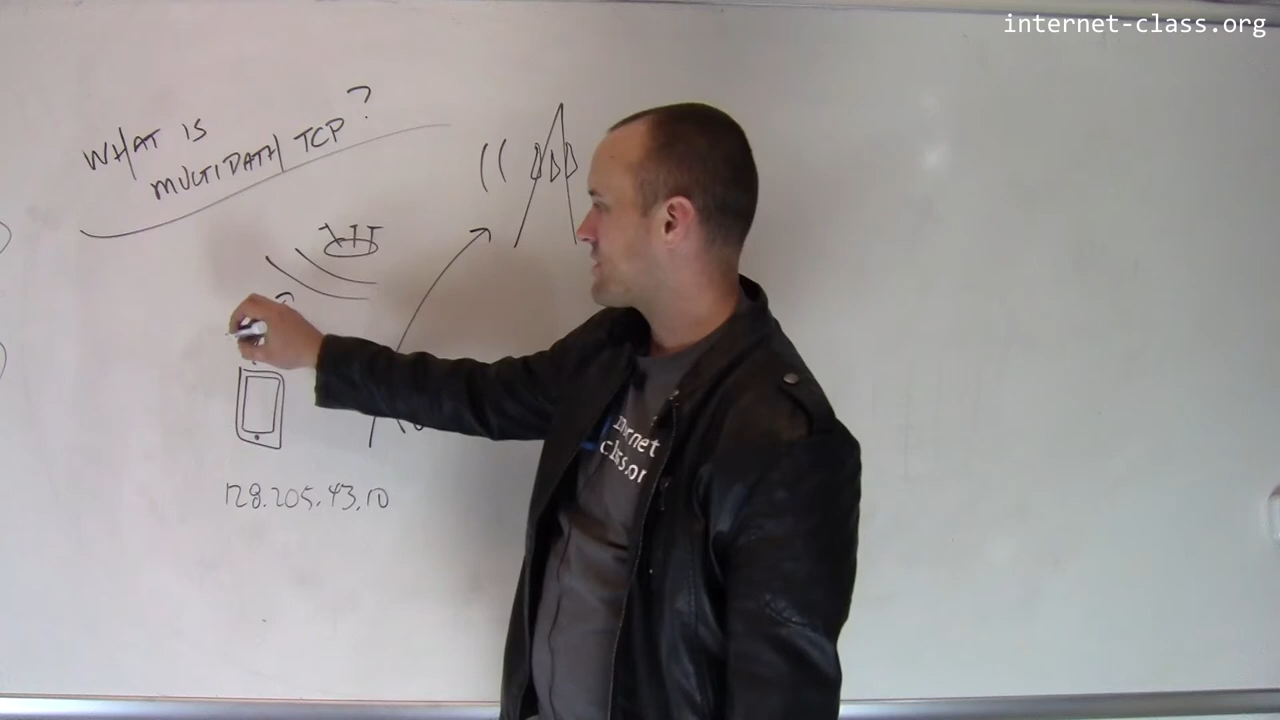 internet-class.org
WHAT IS
MULTIPATH TCP?
128.205.43.10